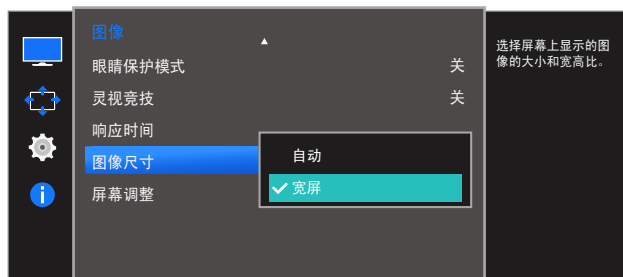 图像
眼睛保护模式 关
灵视竞技 关
响应时间
图像尺寸
屏幕调整
自动
宽屏
选择屏幕上显示的图
像的大小和宽高比。